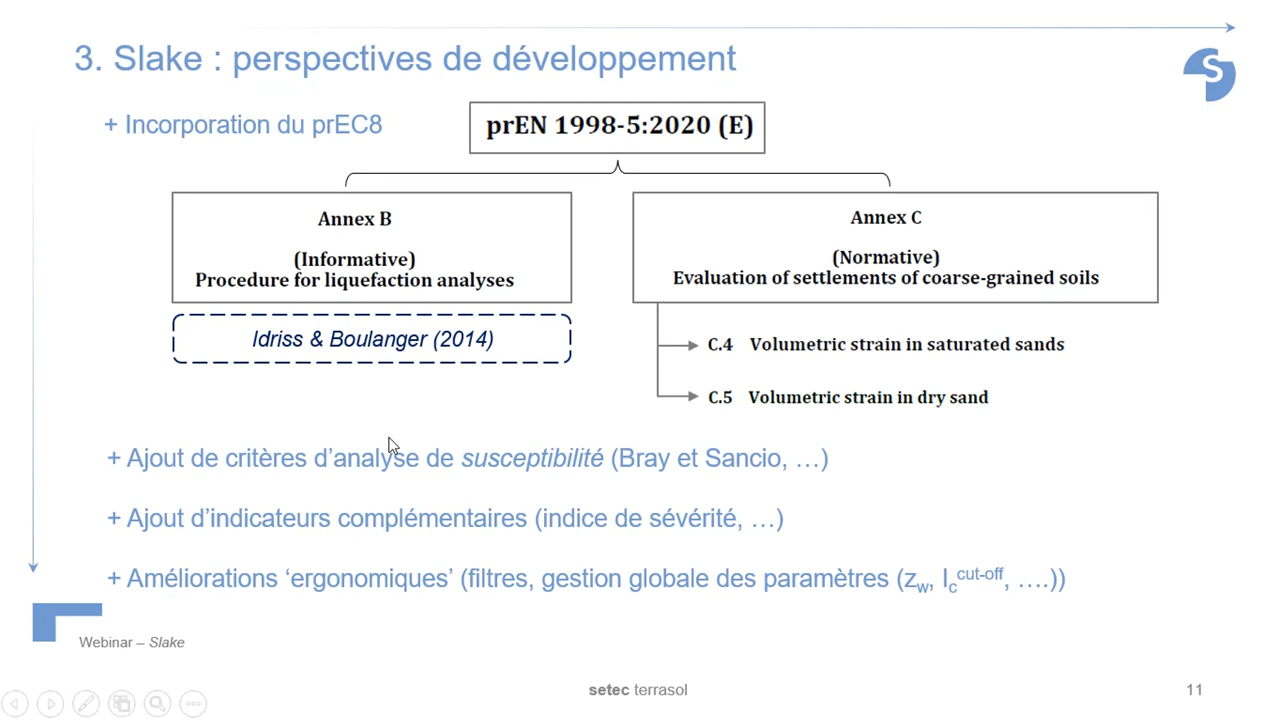 3. Slake : perspectives de développement
S
+ Incorporation du prEC8
prEN 1998-5:2020 (E)
Annex B
(Informative)
Procedure for liquefaction analyses
Idriss & Boulanger (2014)
Annex C
(Normative)
Evaluation of settlements of coarse-grained soils
C.4 Volumetric strain in saturated sands
C.5 Volumetric strain in dry sand
+ Ajout de critères d’analyse de susceptibilité (Bray et Sancio, …)
+ Ajout d’indicateurs complémentaires (indice de sévérité, …)
+ Améliorations ‘ergonomiques’ (filtres, gestion globale des paramètres (zw, Ic cut-off, ….))
Webinar – Slake
setec terrasol
11